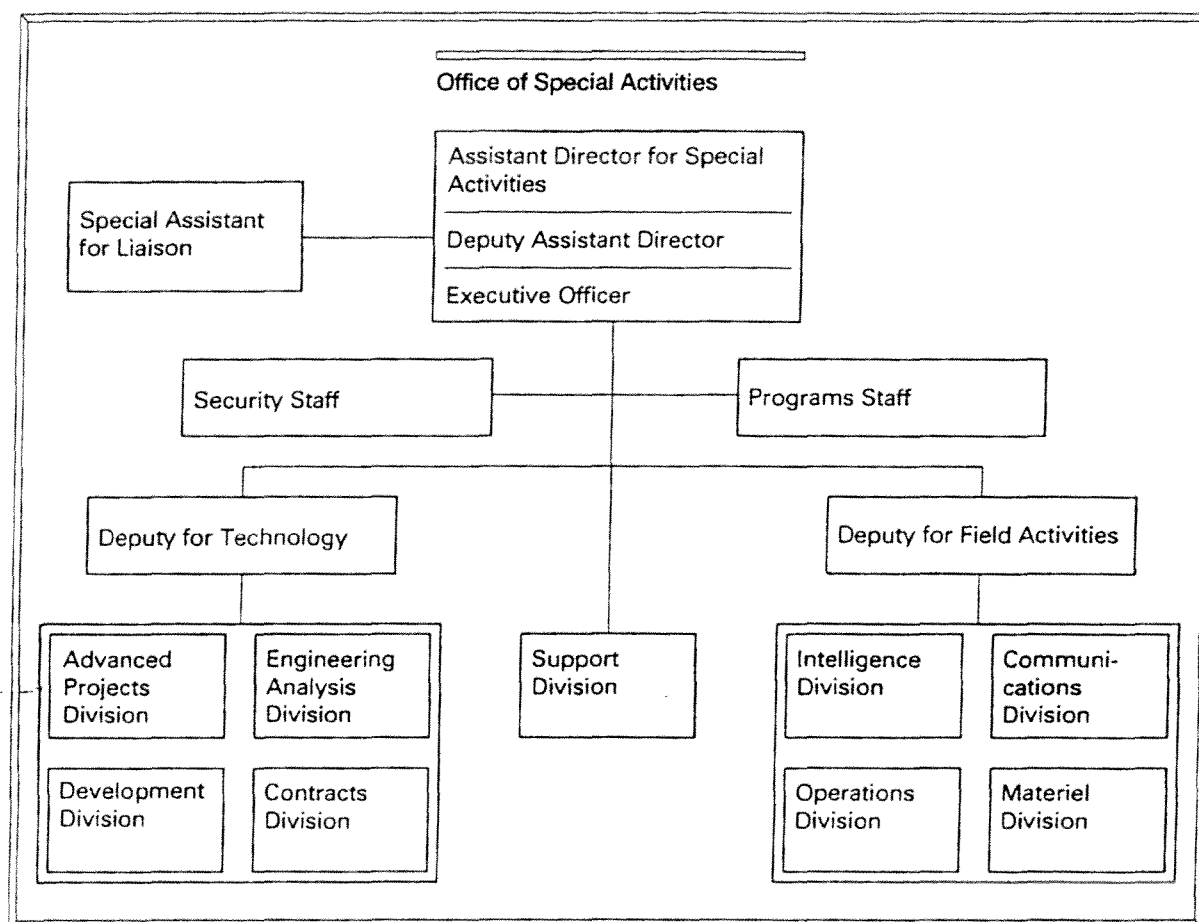 Office of Special Activities
Assistant Director for Special
Activities
Deputy Assistant Director
Executive Officer
Special Assistant
for Liaison
Security Staff
Programs Staff
Deputy for Technology
Deputy for Field Activities
Advanced
Projects
Division
Engineering
Analysis
Division
Support
Division
Intelligence
Division
Communi-
cations
Division
Development
Division
Contracts
Division
Operations
Division
Materiel
Division